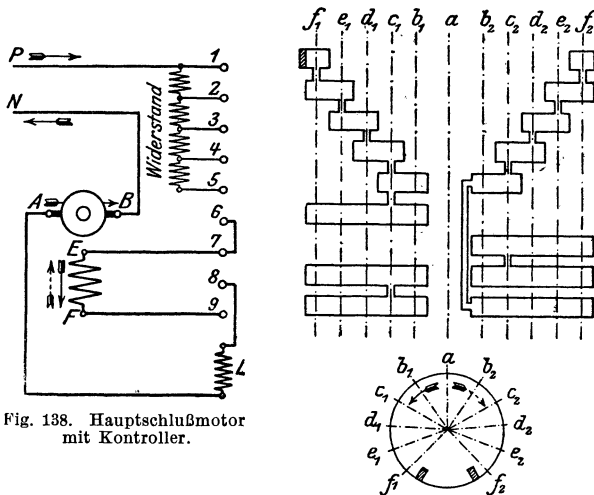 P
N
A
B
E
F
L
Widerstand
1
2
3
4
5
6
7
8
9
f₁ e₁ d₁ c₁ b₁ a b₂ c₂ d₂ e₂ f₂
a
b₁ b₂
c₁ c₂
d₁ d₂
e₁ e₂
f₁ f₂
Fig. 138. Hauptschlußmotor
mit Kontroller.